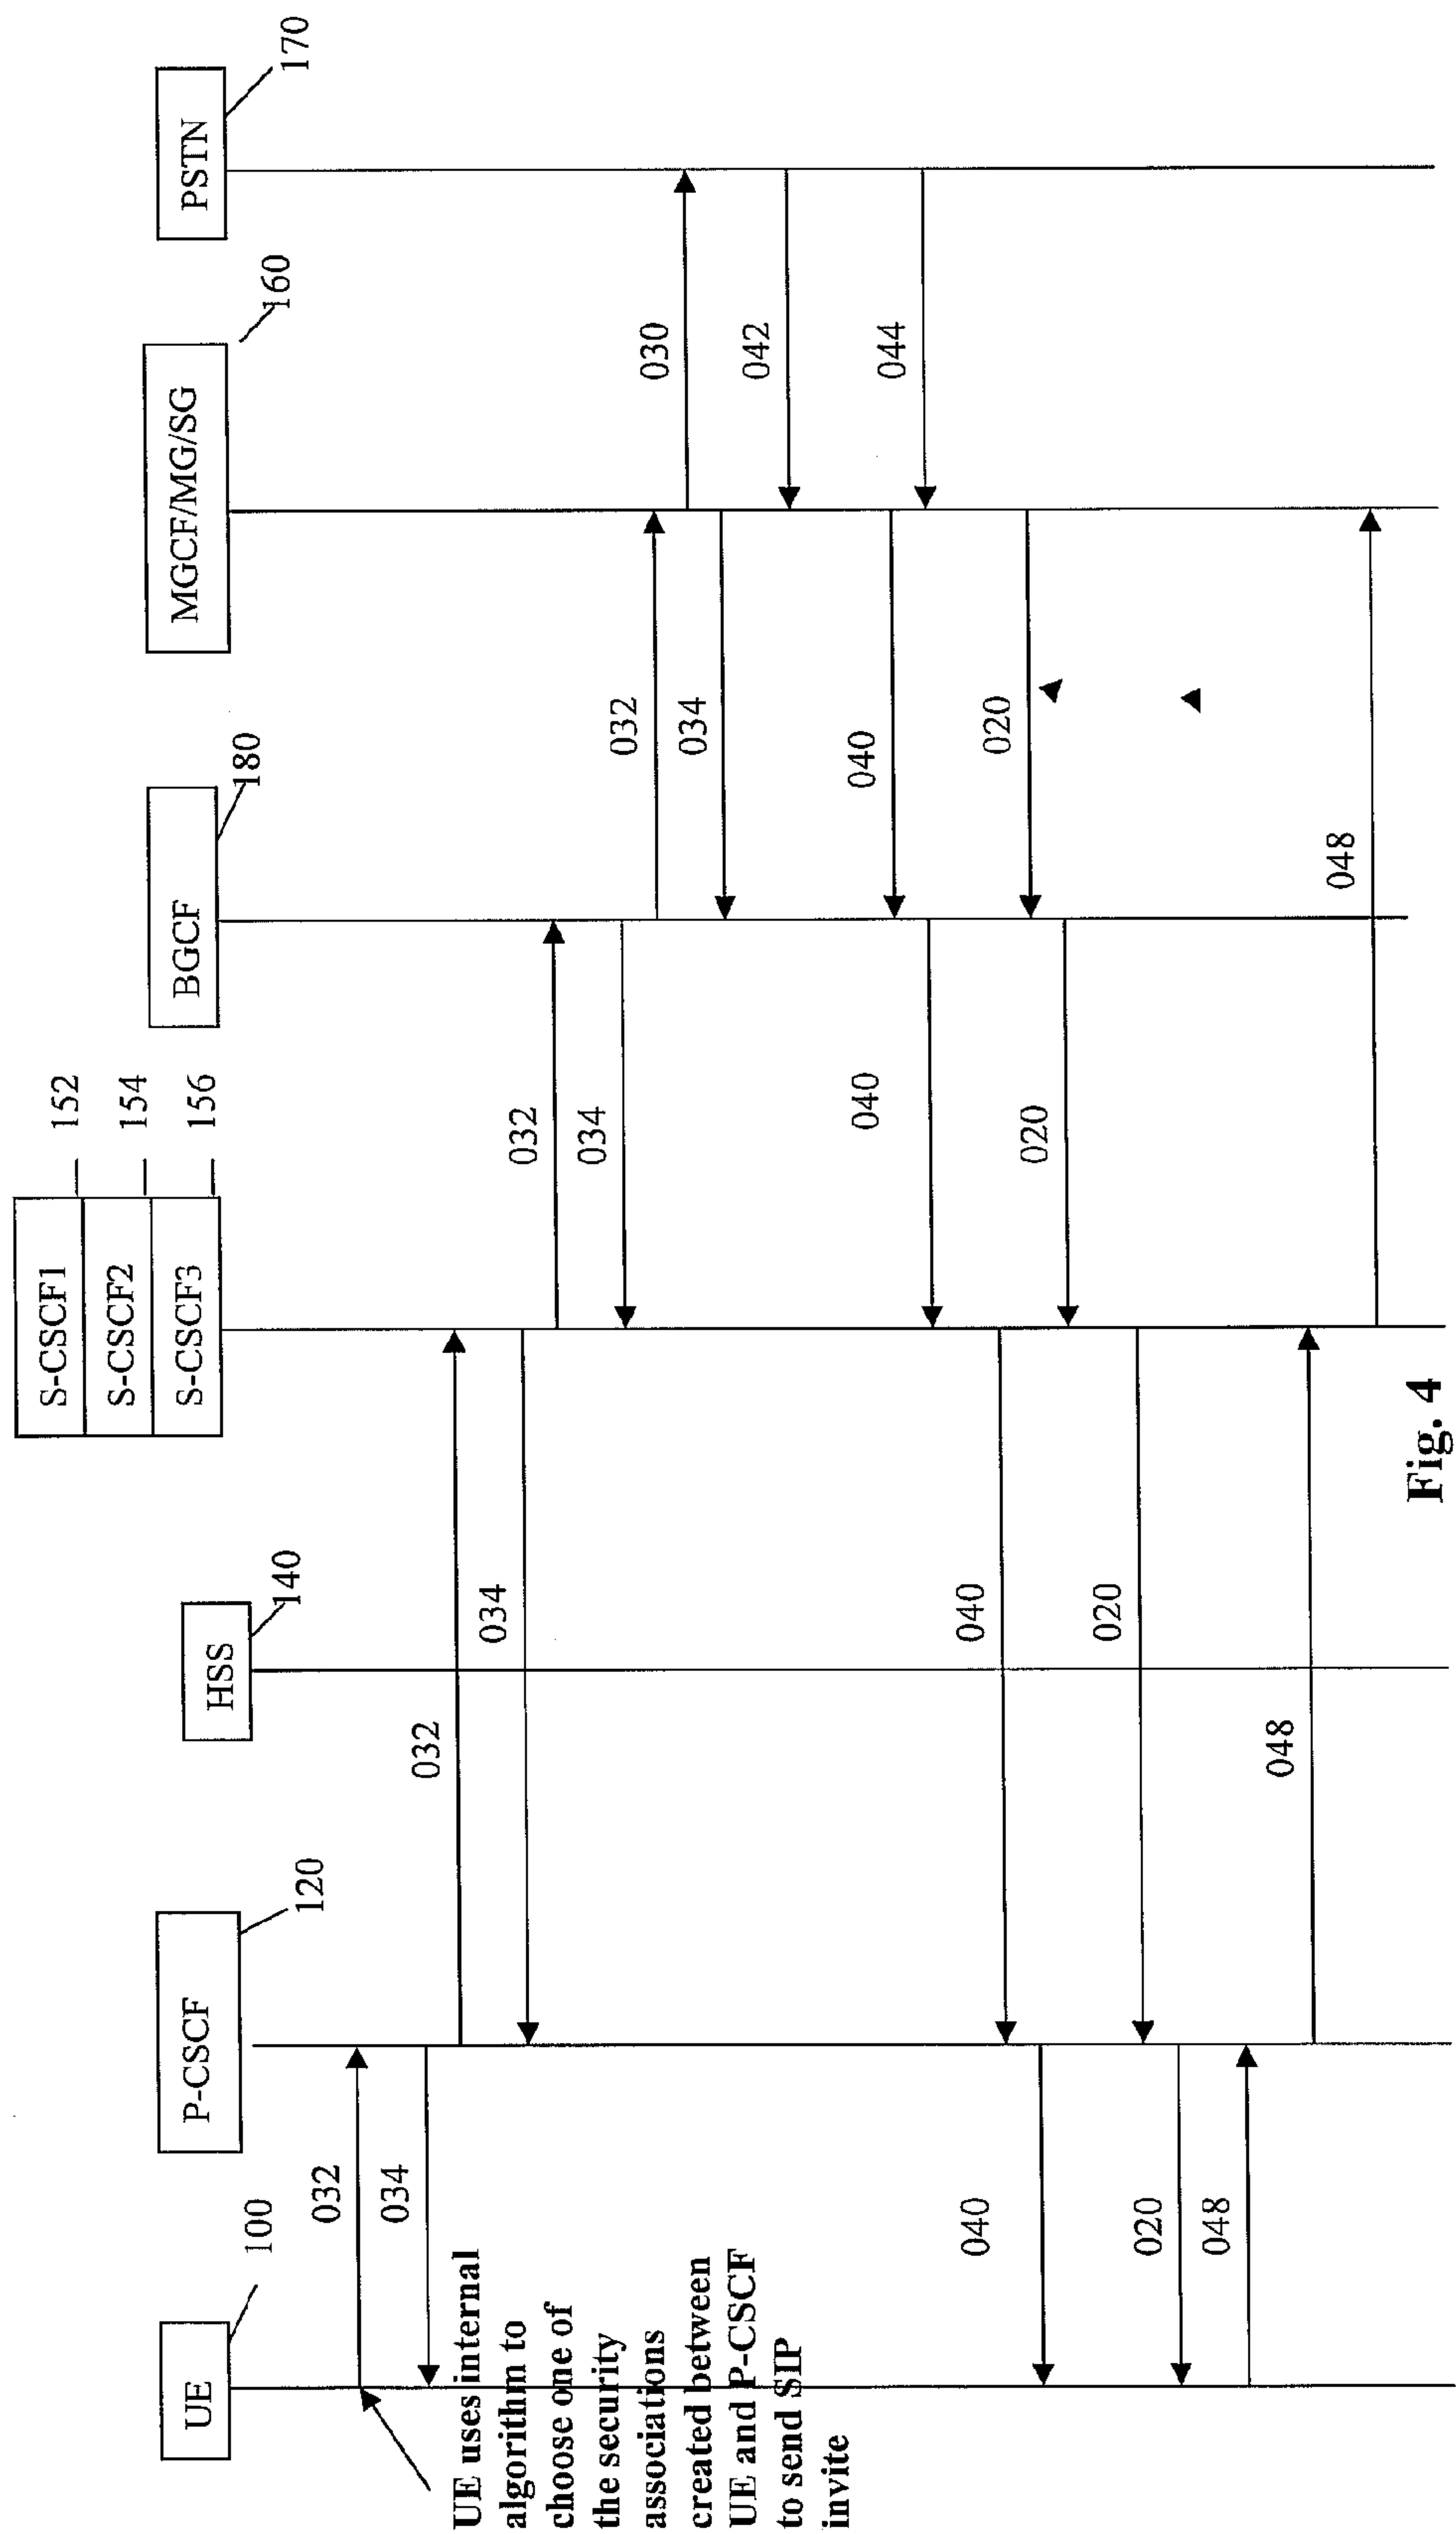 S-CSCF1
152
S-CSCF2
154
S-CSCF3
156
UE
100
P-CSCF
120
HSS
140
BGCF
180
MGCF/MG/SG
160
PSTN
170
032
034
032
034
032
034
032
034
030
042
044
040
040
040
040
020
020
020
020
048
048
048
UE uses internal
algorithm to
choose one of
the security
associations
created between
UE and P-CSCF
to send SIP
invite
Fig. 4